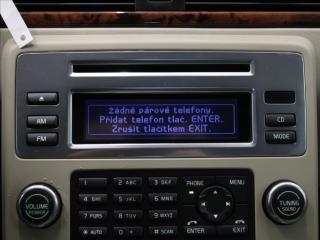 Žádné párové telefony.
Přidat telefon tlač. ENTER.
Zrušit tlačítkem EXIT.
AM
FM
CD
MODE
VOLUME
POWER
TUNING
SOUND
1
2 ABC
3 DEF
PHONE
MENU
4 GHI
5 JKL
6 MNO
7 PQRS
8 TUV
9 WXYZ
* AUTO
0
#
ENTER
EXIT